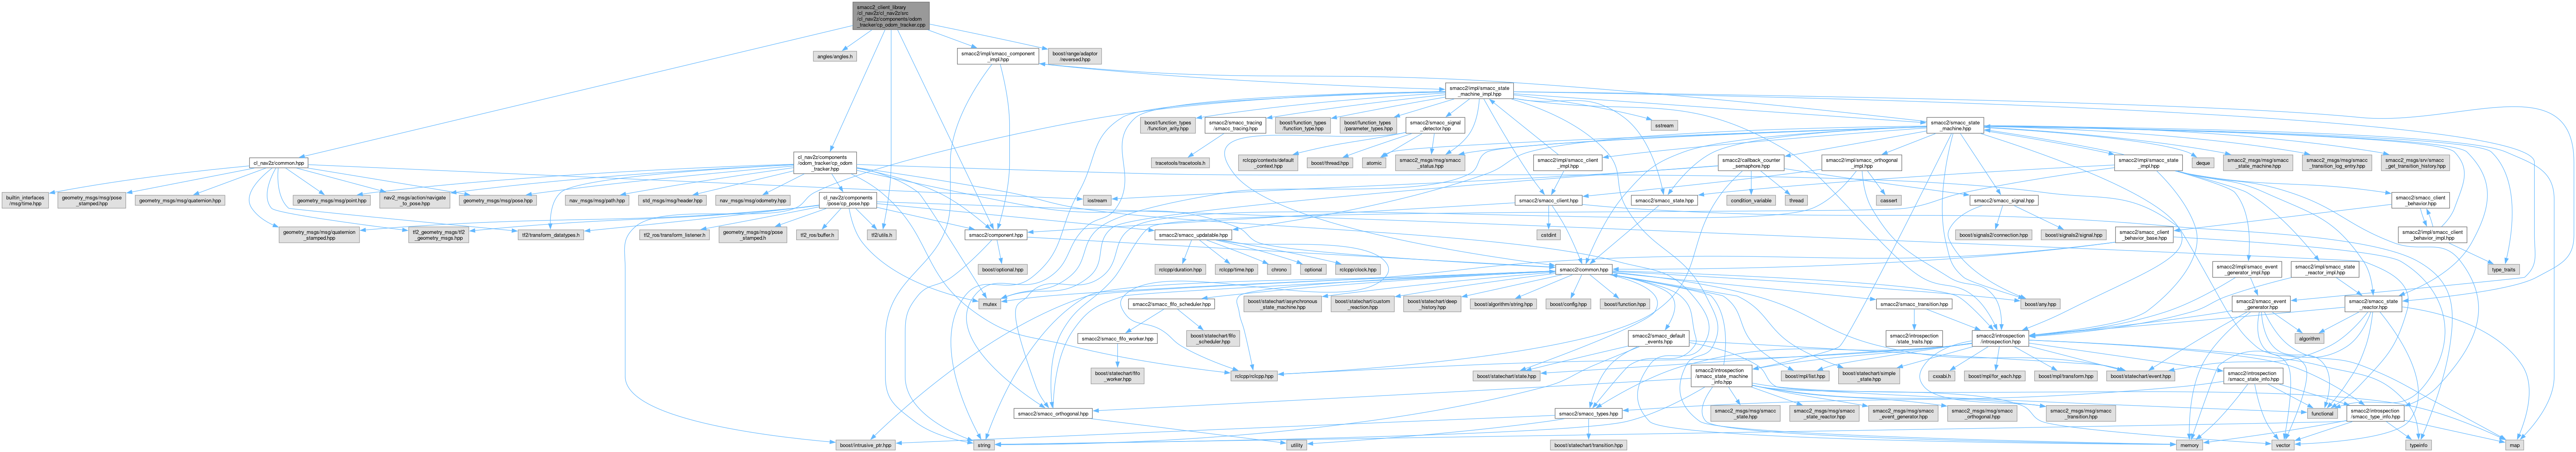 smacc2_client_library
/cl_nav2z/cl_nav2z/src
/cl_nav2z/components/odom
_tracker/cp_odom_tracker.cpp
angles/angles.h
smacc2/impl/smacc_component
_impl.hpp
boost/range/adaptor
/reversed.hpp
smacc2/impl/smacc_state
_machine_impl.hpp
boost/function_types
/function_arity.hpp
smacc2/smacc_tracing
/smacc_tracing.hpp
boost/function_types
/function_type.hpp
boost/function_types
/parameter_types.hpp
smacc2/smacc_signal
_detector.hpp
sstream
smacc2/smacc_state
_machine.hpp
cl_nav2z/common.hpp
cl_nav2z/components
/odom_tracker/cp_odom
_tracker.hpp
tracetools/tracetools.h
rclcpp/contexts/default
_context.hpp
boost/thread.hpp
atomic
smacc2_msgs/msg/smacc
_status.hpp
smacc2/impl/smacc_client
_impl.hpp
smacc2/callback_counter
_semaphore.hpp
smacc2/impl/smacc_orthogonal
_impl.hpp
smacc2/impl/smacc_state
_impl.hpp
deque
smacc2_msgs/msg/smacc
_state_machine.hpp
smacc2_msgs/msg/smacc
_transition_log_entry.hpp
smacc2_msgs/srv/smacc
_get_transition_history.hpp
builtin_interfaces
/msg/time.hpp
geometry_msgs/msg/pose
_stamped.hpp
geometry_msgs/msg/quaternion.hpp
geometry_msgs/msg/point.hpp
nav2_msgs/action/navigate
_to_pose.hpp
geometry_msgs/msg/pose.hpp
nav_msgs/msg/path.hpp
std_msgs/msg/header.hpp
nav_msgs/msg/odometry.hpp
cl_nav2z/components
/pose/cp_pose.hpp
iostream
smacc2/smacc_client.hpp
smacc2/smacc_state.hpp
condition_variable
thread
cassert
smacc2/smacc_signal.hpp
smacc2/smacc_client
_behavior.hpp
geometry_msgs/msg/quaternion
_stamped.hpp
tf2_geometry_msgs/tf2
_geometry_msgs.hpp
tf2/transform_datatypes.h
tf2_ros/transform_listener.h
geometry_msgs/msg/pose
_stamped.h
tf2_ros/buffer.h
tf2/utils.h
smacc2/component.hpp
smacc2/smacc_updatable.hpp
cstdint
boost/signals2/connection.hpp
boost/signals2/signal.hpp
smacc2/smacc_client
_behavior_base.hpp
smacc2/impl/smacc_client
_behavior_impl.hpp
boost/optional.hpp
rclcpp/duration.hpp
rclcpp/time.hpp
chrono
optional
rclcpp/clock.hpp
smacc2/common.hpp
smacc2/impl/smacc_event
_generator_impl.hpp
smacc2/impl/smacc_state
_reactor_impl.hpp
type_traits
mutex
smacc2/smacc_fifo_scheduler.hpp
boost/statechart/asynchronous
_state_machine.hpp
boost/statechart/custom
_reaction.hpp
boost/statechart/deep
_history.hpp
boost/algorithm/string.hpp
boost/config.hpp
boost/function.hpp
smacc2/smacc_transition.hpp
boost/any.hpp
smacc2/smacc_event
_generator.hpp
smacc2/smacc_state
_reactor.hpp
smacc2/smacc_fifo_worker.hpp
boost/statechart/fifo
_scheduler.hpp
smacc2/smacc_default
_events.hpp
smacc2/introspection
/state_traits.hpp
smacc2/introspection
/introspection.hpp
algorithm
boost/statechart/fifo
_worker.hpp
rclcpp/rclcpp.hpp
boost/statechart/state.hpp
smacc2/introspection
/smacc_state_machine
_info.hpp
boost/mpl/list.hpp
boost/statechart/simple
_state.hpp
cxxabi.h
boost/mpl/for_each.hpp
boost/mpl/transform.hpp
boost/statechart/event.hpp
smacc2/introspection
/smacc_state_info.hpp
smacc2/smacc_orthogonal.hpp
smacc2/smacc_types.hpp
smacc2_msgs/msg/smacc
_state.hpp
smacc2_msgs/msg/smacc
_state_reactor.hpp
smacc2_msgs/msg/smacc
_event_generator.hpp
smacc2_msgs/msg/smacc
_orthogonal.hpp
smacc2_msgs/msg/smacc
_transition.hpp
functional
smacc2/introspection
/smacc_type_info.hpp
boost/intrusive_ptr.hpp
string
utility
boost/statechart/transition.hpp
memory
vector
typeinfo
map